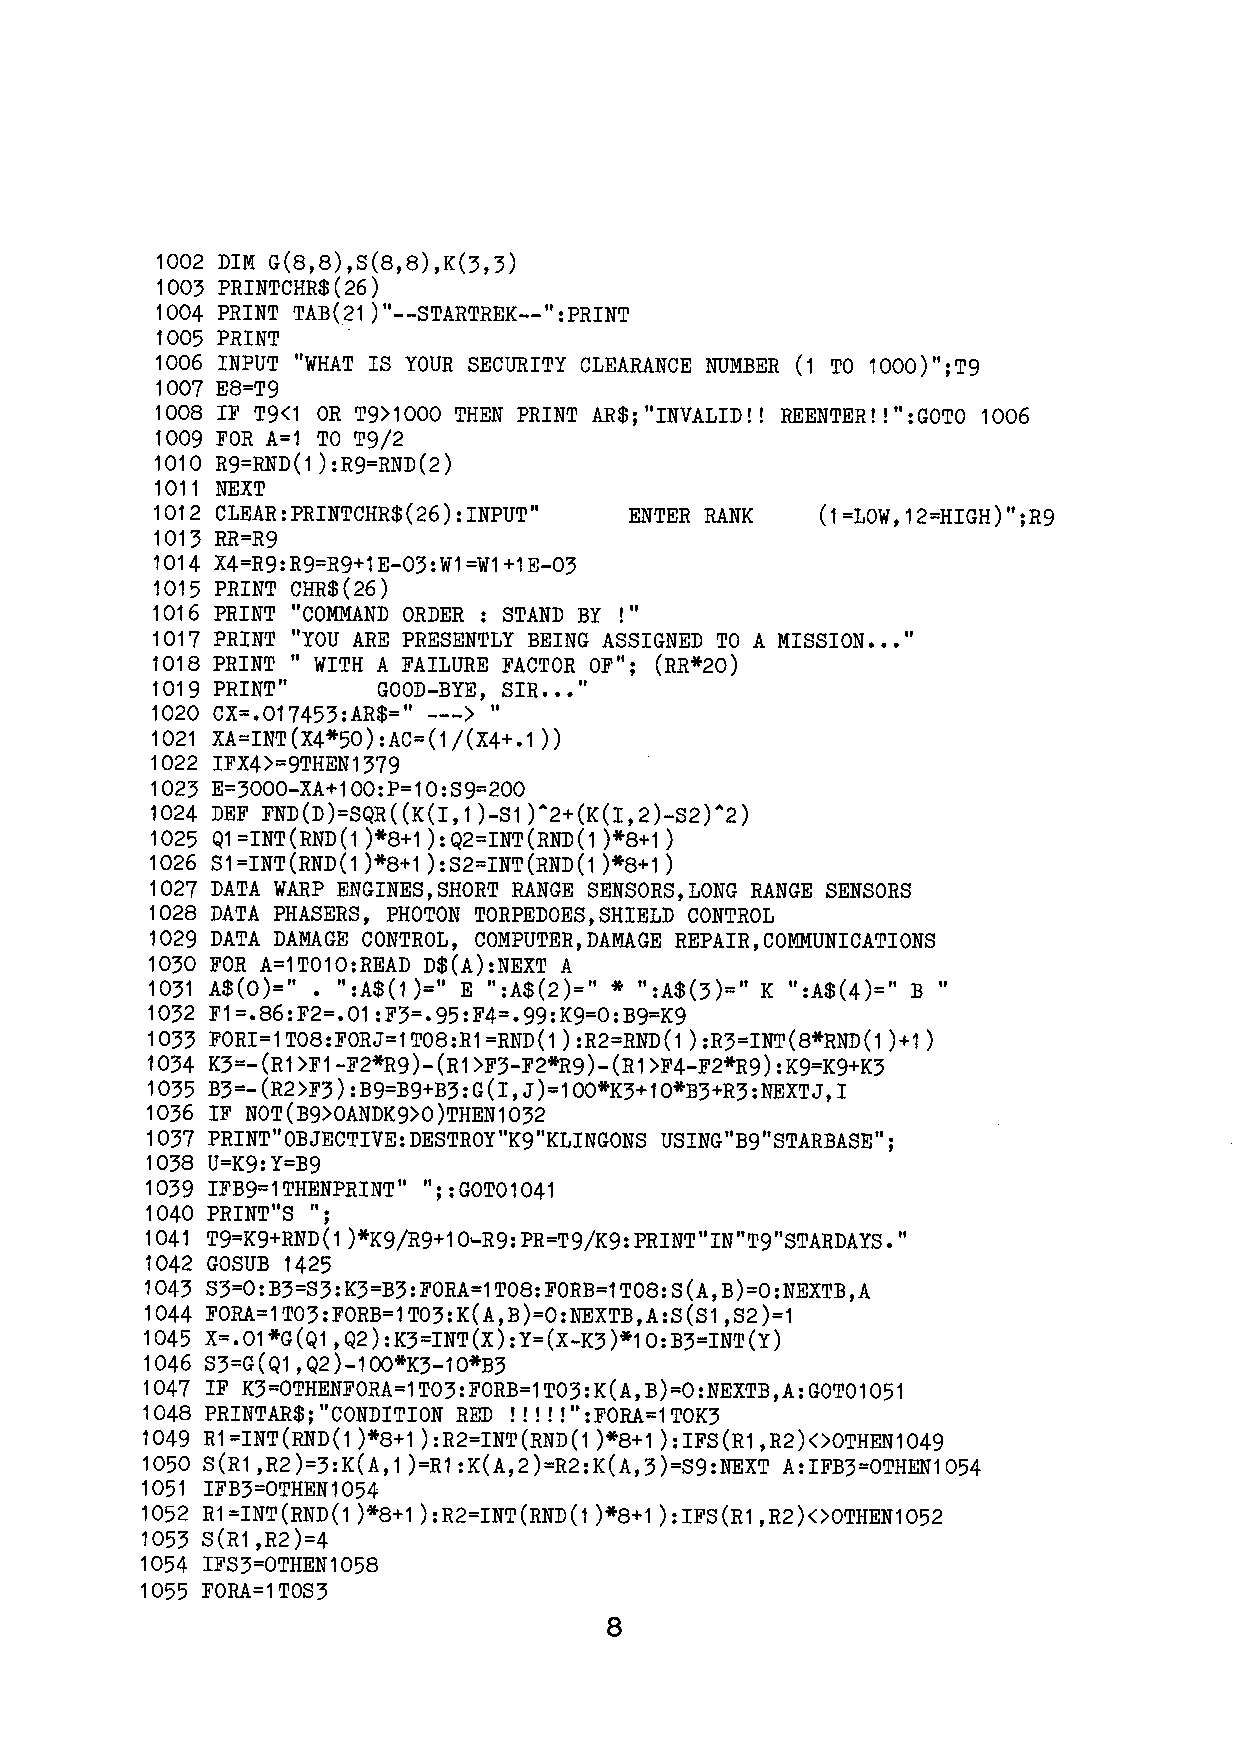 1002 DIM G(8,8),S(8,8),K(3,3)
1003 PRINTCHR$(26)
1004 PRINT TAB(21)"--STARTREK--":PRINT
1005 PRINT
1006 INPUT "WHAT IS YOUR SECURITY CLEARANCE NUMBER (1 TO 1000)";T9
1007 E8=T9
1008 IF T9<1 OR T9>1000 THEN PRINT AR$;"INVALID!! REENTER!!":GOTO 1006
1009 FOR A=1 TO T9/2
1010 R9=RND(1):R9=RND(2)
1011 NEXT
1012 CLEAR:PRINTCHR$(26):INPUT"       ENTER RANK     (1=LOW,12=HIGH)";R9
1013 RR=R9
1014 X4=R9:R9=R9+1E-03:W1=W1+1E-03
1015 PRINT CHR$(26)
1016 PRINT "COMMAND ORDER : STAND BY !"
1017 PRINT "YOU ARE PRESENTLY BEING ASSIGNED TO A MISSION..."
1018 PRINT " WITH A FAILURE FACTOR OF"; (RR*20)
1019 PRINT"       GOOD-BYE, SIR..."
1020 CX=.017453:AR$=" ---> "
1021 XA=INT(X4*50):AC=(1/(X4+.1))
1022 IFX4>=9THEN1379
1023 E=3000-XA+100:P=10:S9=200
1024 DEF FND(D)=SQR((K(I,1)-S1)^2+(K(I,2)-S2)^2)
1025 Q1=INT(RND(1)*8+1):Q2=INT(RND(1)*8+1)
1026 S1=INT(RND(1)*8+1):S2=INT(RND(1)*8+1)
1027 DATA WARP ENGINES,SHORT RANGE SENSORS,LONG RANGE SENSORS
1028 DATA PHASERS, PHOTON TORPEDOES,SHIELD CONTROL
1029 DATA DAMAGE CONTROL, COMPUTER,DAMAGE REPAIR,COMMUNICATIONS
1030 FOR A=1TO10:READ D$(A):NEXT A
1031 A$(0)=" . ":A$(1)=" E ":A$(2)=" * ":A$(3)=" K ":A$(4)=" B "
1032 F1=.86:F2=.01:F3=.95:F4=.99:K9=0:B9=K9
1033 FORI=1TO8:FORJ=1TO8:R1=RND(1):R2=RND(1):R3=INT(8*RND(1)+1)
1034 K3=-(R1>F1-F2*R9)-(R1>F3-F2*R9)-(R1>F4-F2*R9):K9=K9+K3
1035 B3=-(R2>F3):B9=B9+B3:G(I,J)=100*K3+10*B3+R3:NEXTJ,I
1036 IF NOT(B9>0ANDK9>0)THEN1032
1037 PRINT"OBJECTIVE:DESTROY"K9"KLINGONS USING"B9"STARBASE";
1038 U=K9:Y=B9
1039 IFB9=1THENPRINT" ";:GOTO1041
1040 PRINT"S ";
1041 T9=K9+RND(1)*K9/R9+10-R9:PR=T9/K9:PRINT"IN"T9"STARDAYS."
1042 GOSUB 1425
1043 S3=0:B3=S3:K3=B3:FORA=1TO8:FORB=1TO8:S(A,B)=0:NEXTB,A
1044 FORA=1TO3:FORB=1TO3:K(A,B)=0:NEXTB,A:S(S1,S2)=1
1045 X=.01*G(Q1,Q2):K3=INT(X):Y=(X-K3)*10:B3=INT(Y)
1046 S3=G(Q1,Q2)-100*K3-10*B3
1047 IF K3=0THENFORA=1TO3:FORB=1TO3:K(A,B)=0:NEXTB,A:GOTO1051
1048 PRINTAR$;"CONDITION RED !!!!!":FORA=1TOK3
1049 R1=INT(RND(1)*8+1):R2=INT(RND(1)*8+1):IFS(R1,R2)<>0THEN1049
1050 S(R1,R2)=3:K(A,1)=R1:K(A,2)=R2:K(A,3)=S9:NEXT A:IFB3=0THEN1054
1051 IFB3=0THEN1054
1052 R1=INT(RND(1)*8+1):R2=INT(RND(1)*8+1):IFS(R1,R2)<>0THEN1052
1053 S(R1,R2)=4
1054 IFS3=0THEN1058
1055 FORA=1TOS3
8